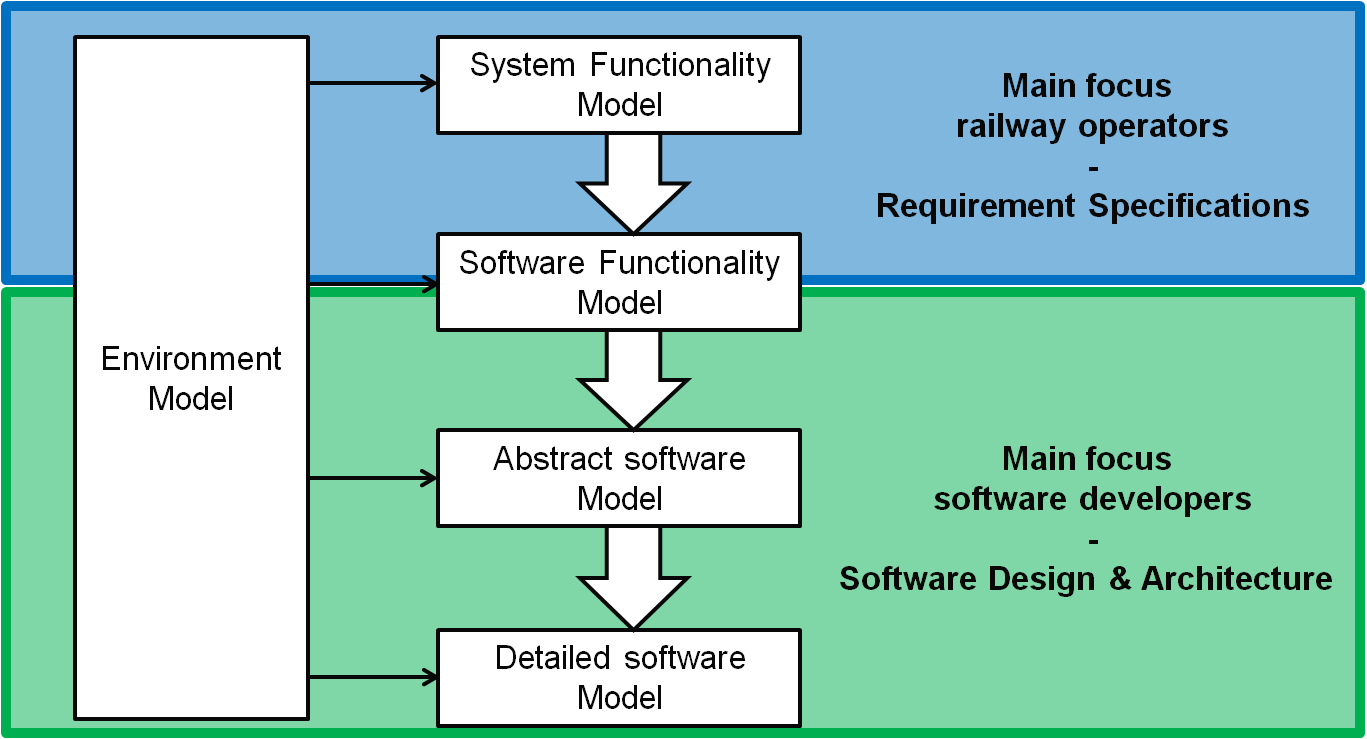 System Functionality
Model
Main focus
railway operators
-
Requirement Specifications
Software Functionality
Model
Environment
Model
Abstract software
Model
Main focus
software developers
-
Software Design & Architecture
Detailed software
Model